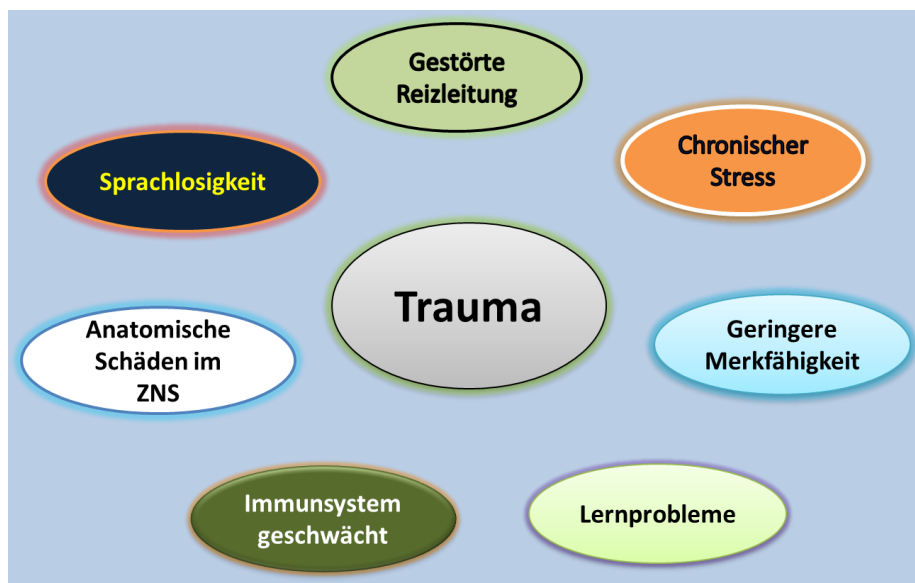 Gestörte
Reizleitung
Chronischer
Stress
Sprachlosigkeit
Trauma
Anatomische
Schäden im
ZNS
Geringere
Merkfähigkeit
Immunsystem
geschwächt
Lernprobleme